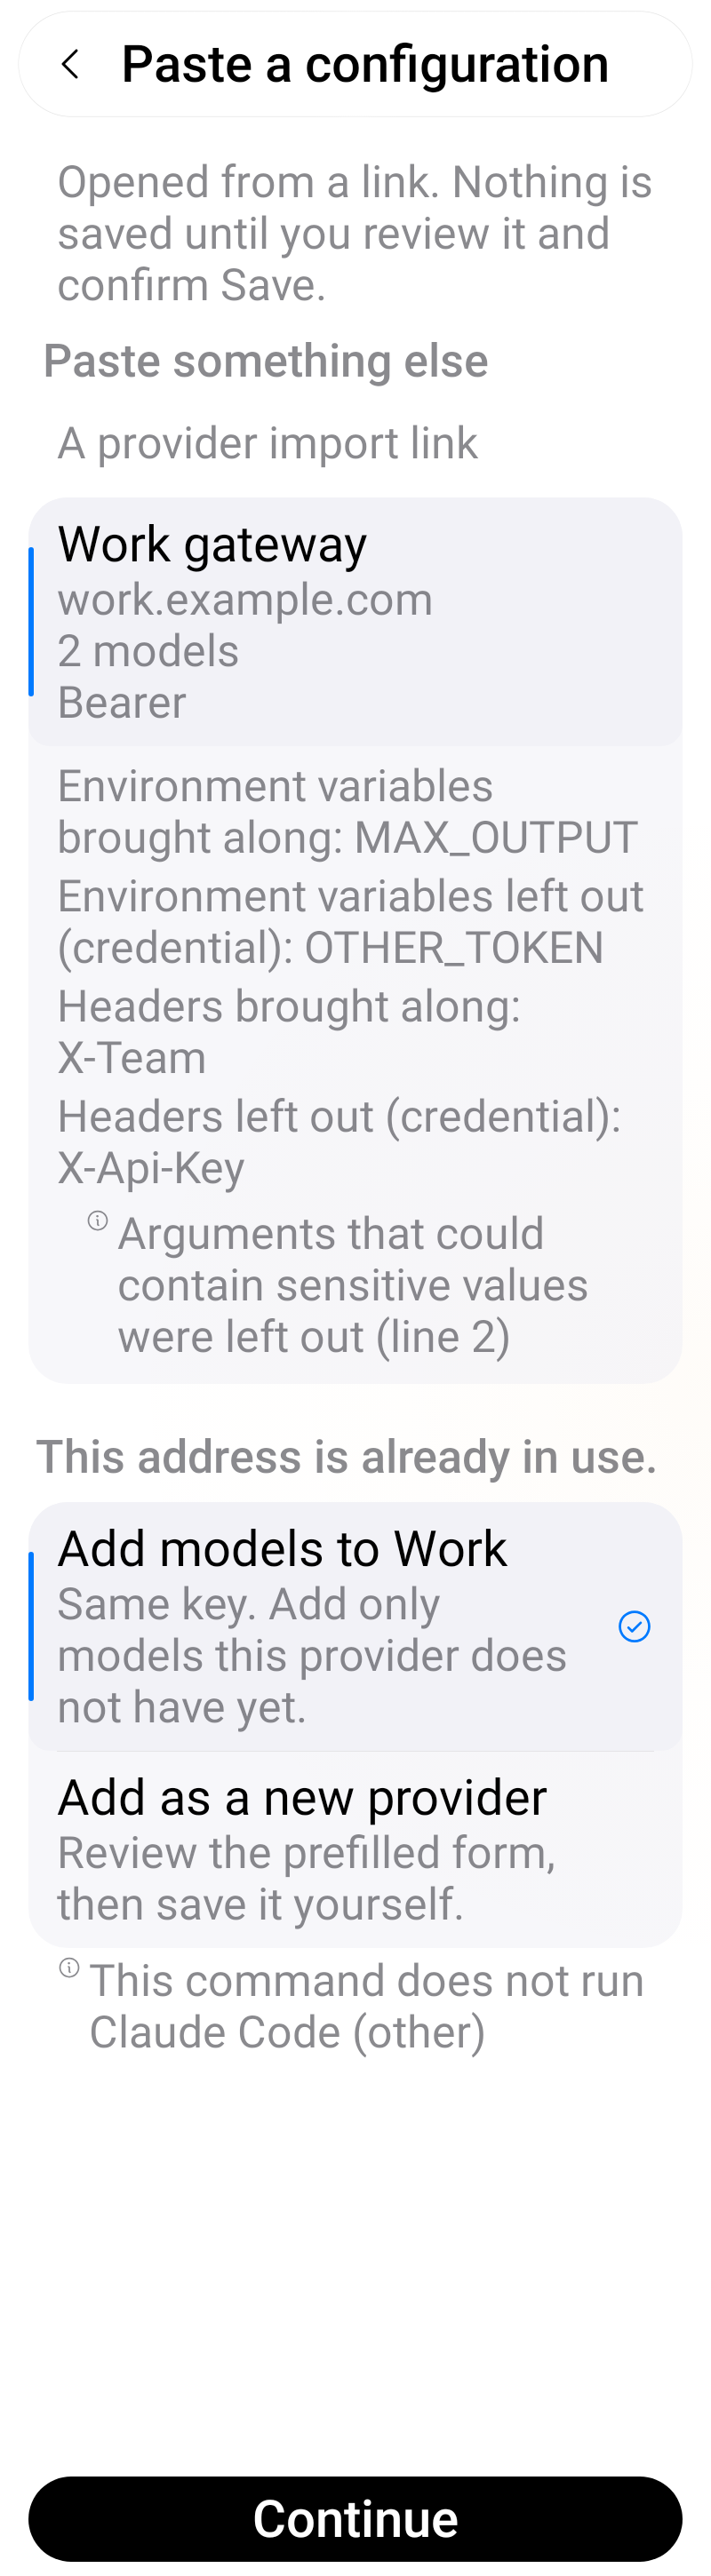 Paste a configuration
Opened from a link. Nothing is
saved until you review it and
confirm Save.
Paste something else
A provider import link
Work gateway
work.example.com
2 models
Bearer
Environment variables
brought along: MAX_OUTPUT
Environment variables left out
(credential): OTHER_TOKEN
Headers brought along:
X-Team
Headers left out (credential):
X-Api-Key
Arguments that could
contain sensitive values
were left out (line 2)
This address is already in use.
Add models to Work
Same key. Add only
models this provider does
not have yet.
Add as a new provider
Review the prefilled form,
then save it yourself.
This command does not run
Claude Code (other)
Continue